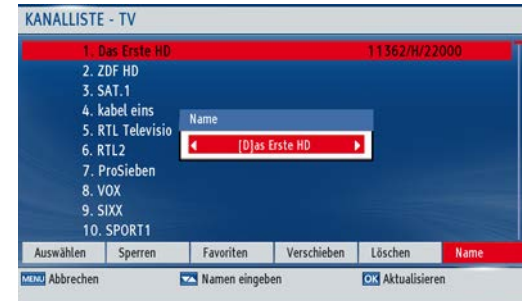 KANALLISTE - TV
1. Das Erste HD 11362/H/22000
2. ZDF HD
3. SAT.1
4. kabel eins
5. RTL Televisio
6. RTL2
7. ProSieben
8. VOX
9. SIXX
10. SPORT1
Name
[D]as Erste HD
Auswählen Sperren Favoriten Verschieben Löschen Name
MENU Abbrechen Namen eingeben OK Aktualisieren